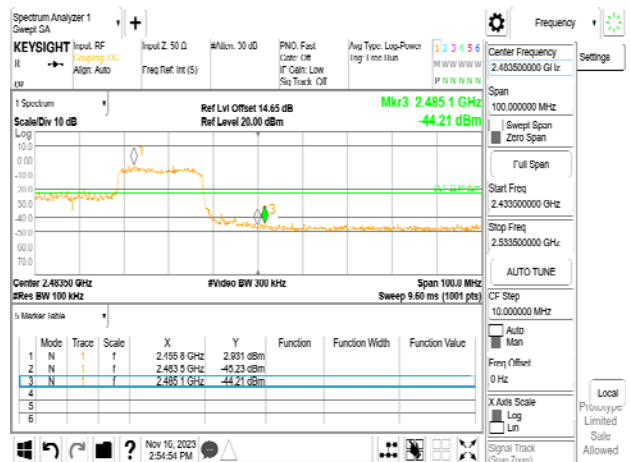 Spectrum Analyzer 1
Swept SA
Frequency
KEYSIGHT
Input: RF
Coupling: DC
Align: Auto
Input Z: 50 Ω
Freq Ref: Int (S)
#Atten: 30 dB
PNO: Fast
Gate: Off
IF Gain: Low
Sig Track: Off
Avg Type: Log-Power
Trig: Free Run
1 2 3 4 5 6
M W W W W W
P N N N N N
Center Frequency
2.483500000 GHz
Settings
Span
100.000000 MHz
Swept Span
Zero Span
Full Span
Start Freq
2.433500000 GHz
Stop Freq
2.533500000 GHz
AUTO TUNE
CF Step
10.000000 MHz
Auto
Man
Freq Offset
0 Hz
X Axis Scale
Log
Lin
Signal Track
(Span Zoom)
Local
Prototype
Limited
Sale
Allowed
1 Spectrum
Scale/Div 10 dB
Log
Ref Lvl Offset 14.65 dB
Ref Level 20.00 dBm
Mkr3 2.485 1 GHz
-44.21 dBm
10.0
0.00
-10.0
-20.0
-30.0
-40.0
-50.0
-60.0
-70.0
1
3
Center 2.48350 GHz
#Res BW 100 kHz
#Video BW 300 kHz
Span 100.0 MHz
Sweep 9.60 ms (1001 pts)
5 Marker Table
Mode Trace Scale X Y Function Function Width Function Value
1 N 1 f 2.455 8 GHz 2.931 dBm
2 N 1 f 2.483 5 GHz
3 N 1 f 2.485 1 GHz -44.21 dBm
4
5
6
?
Nov 16, 2023
2:54:54 PM